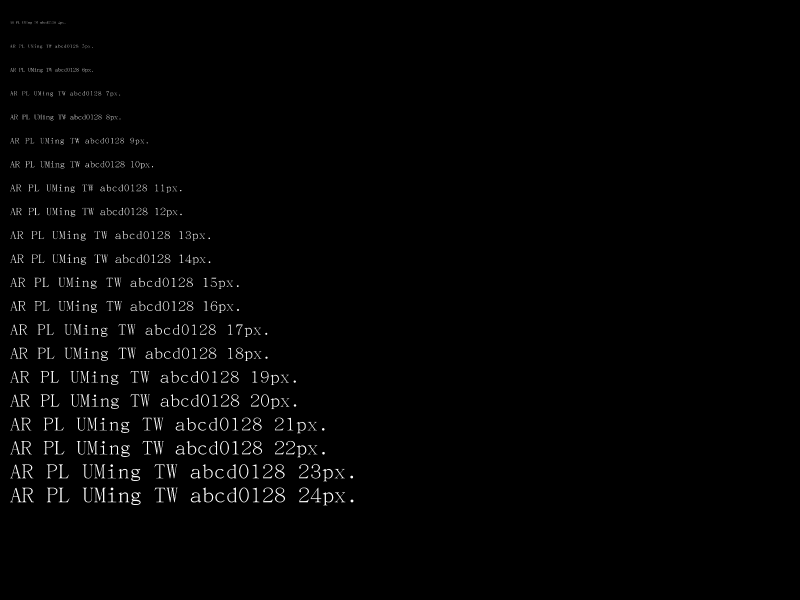 AR PL UMing TW abcd0128 5px.
AR PL UMing TW abcd0128 6px.
AR PL UMing TW abcd0128 7px.
AR PL UMing TW abcd0128 8px.
AR PL UMing TW abcd0128 9px.
AR PL UMing TW abcd0128 10px.
AR PL UMing TW abcd0128 11px.
AR PL UMing TW abcd0128 12px.
AR PL UMing TW abcd0128 13px.
AR PL UMing TW abcd0128 14px.
AR PL UMing TW abcd0128 15px.
AR PL UMing TW abcd0128 16px.
AR PL UMing TW abcd0128 17px.
AR PL UMing TW abcd0128 18px.
AR PL UMing TW abcd0128 19px.
AR PL UMing TW abcd0128 20px.
AR PL UMing TW abcd0128 21px.
AR PL UMing TW abcd0128 22px.
AR PL UMing TW abcd0128 23px.
AR PL UMing TW abcd0128 24px.